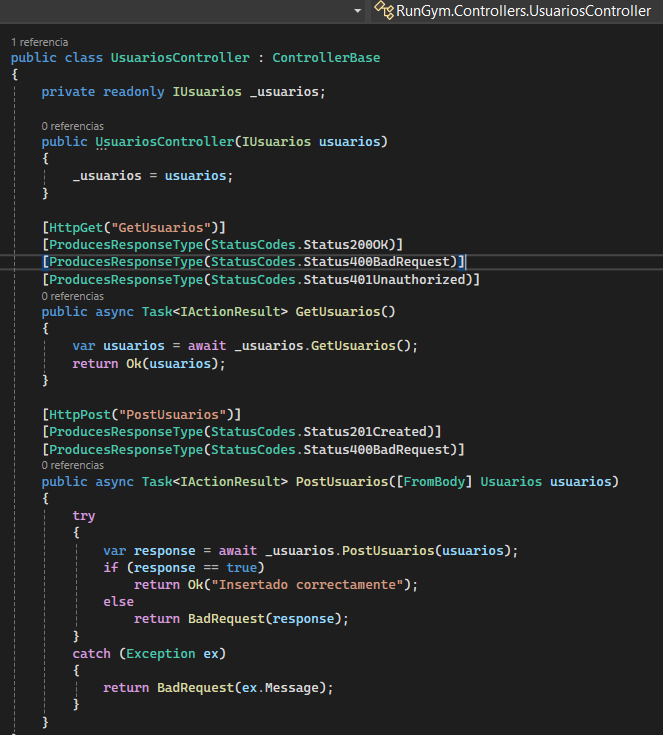 RunGym.Controllers.UsuariosController
1 referencia
public class UsuariosController : ControllerBase
{
private readonly IUsuarios _usuarios;
0 referencias
public UsuariosController(IUsuarios usuarios)
{
_usuarios = usuarios;
}
[HttpGet("GetUsuarios")]
[ProducesResponseType(StatusCodes.Status200OK)]
[ProducesResponseType(StatusCodes.Status400BadRequest)]
[ProducesResponseType(StatusCodes.Status401Unauthorized)]
0 referencias
public async Task<IActionResult> GetUsuarios()
{
var usuarios = await _usuarios.GetUsuarios();
return Ok(usuarios);
}
[HttpPost("PostUsuarios")]
[ProducesResponseType(StatusCodes.Status201Created)]
[ProducesResponseType(StatusCodes.Status400BadRequest)]
0 referencias
public async Task<IActionResult> PostUsuarios([FromBody] Usuarios usuarios)
{
try
{
var response = await _usuarios.PostUsuarios(usuarios);
if (response == true)
return Ok("Insertado correctamente");
else
return BadRequest(response);
}
catch (Exception ex)
{
return BadRequest(ex.Message);
}
}